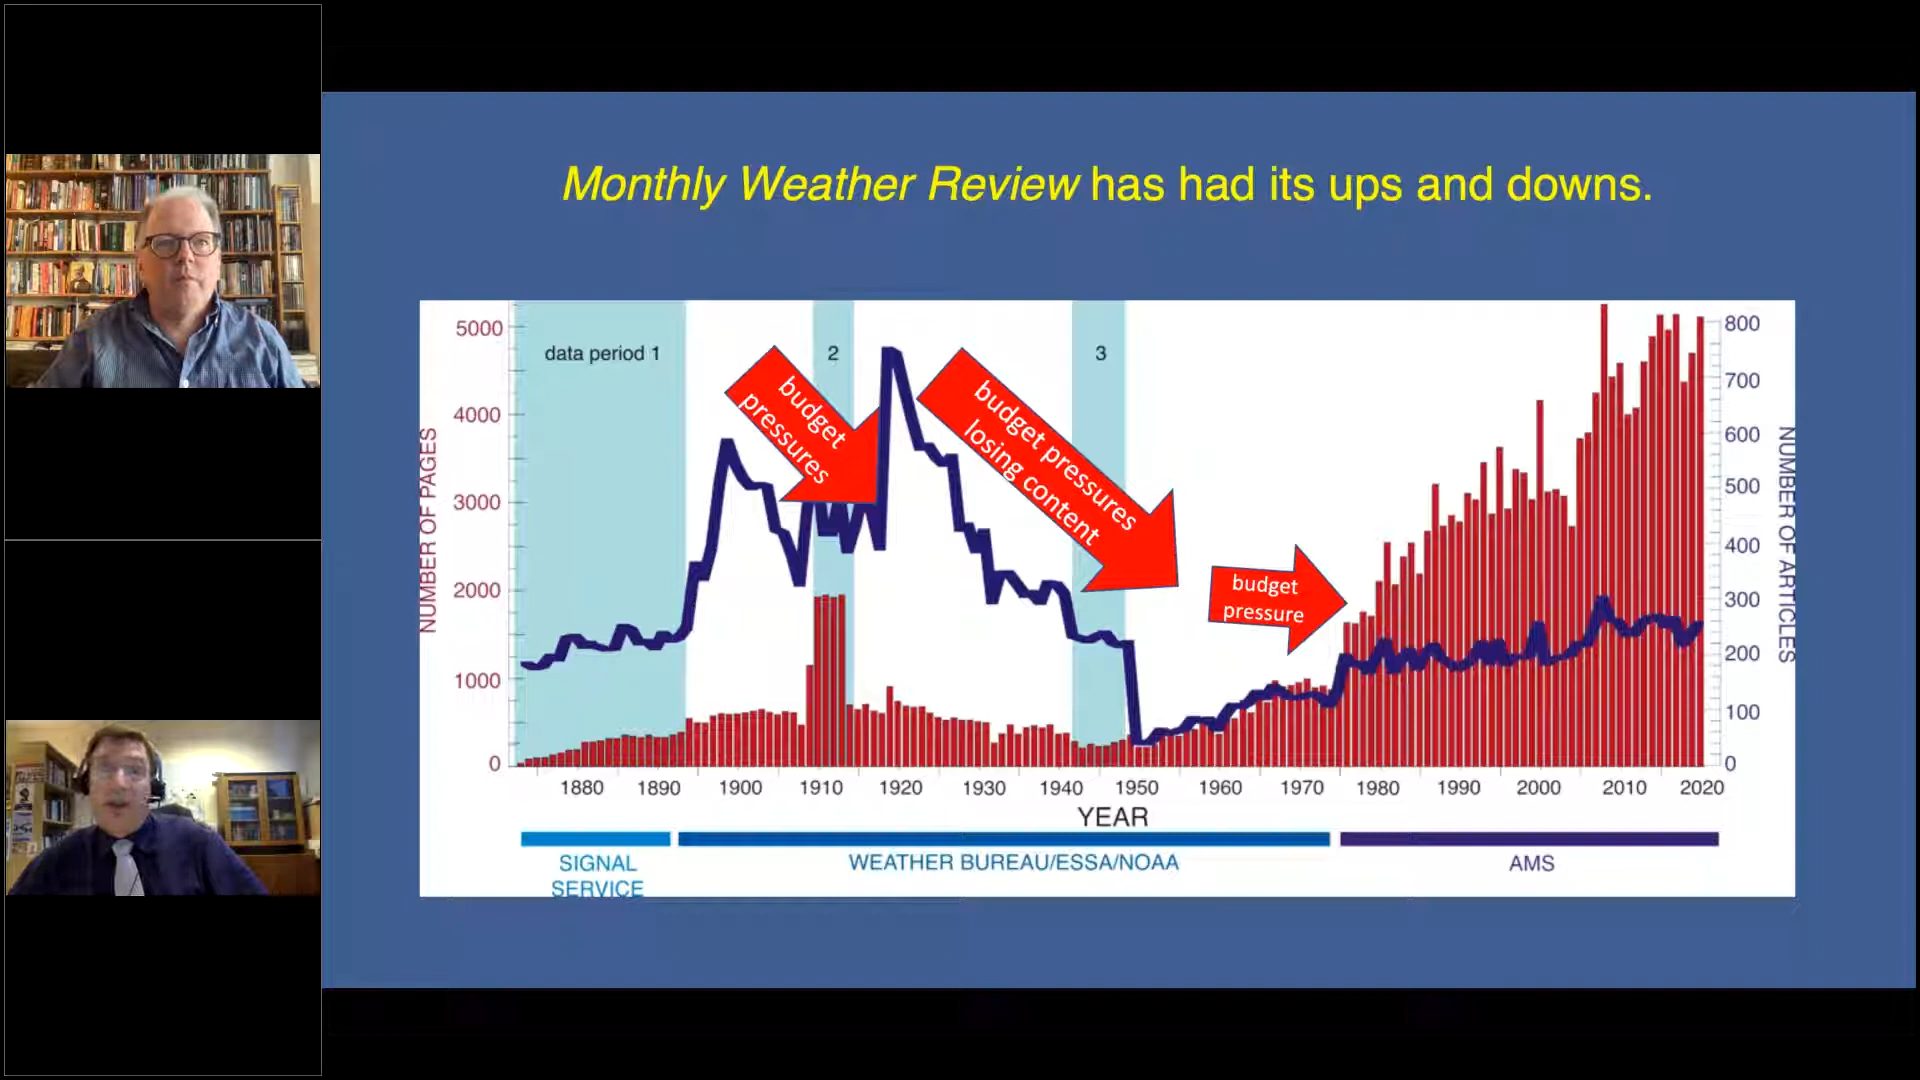 Monthly Weather Review has had its ups and downs.
data period 1
2
3
budget
pressures
budget pressures
losing content
budget
pressure
NUMBER OF PAGES
5000
4000
3000
2000
1000
0
800
700
600
500
400
300
200
100
0
NUMBER OF ARTICLES
1880 1890 1900 1910 1920 1930 1940 1950 1960 1970 1980 1990 2000 2010 2020
YEAR
SIGNAL
SERVICE
WEATHER BUREAU/ESSA/NOAA
AMS